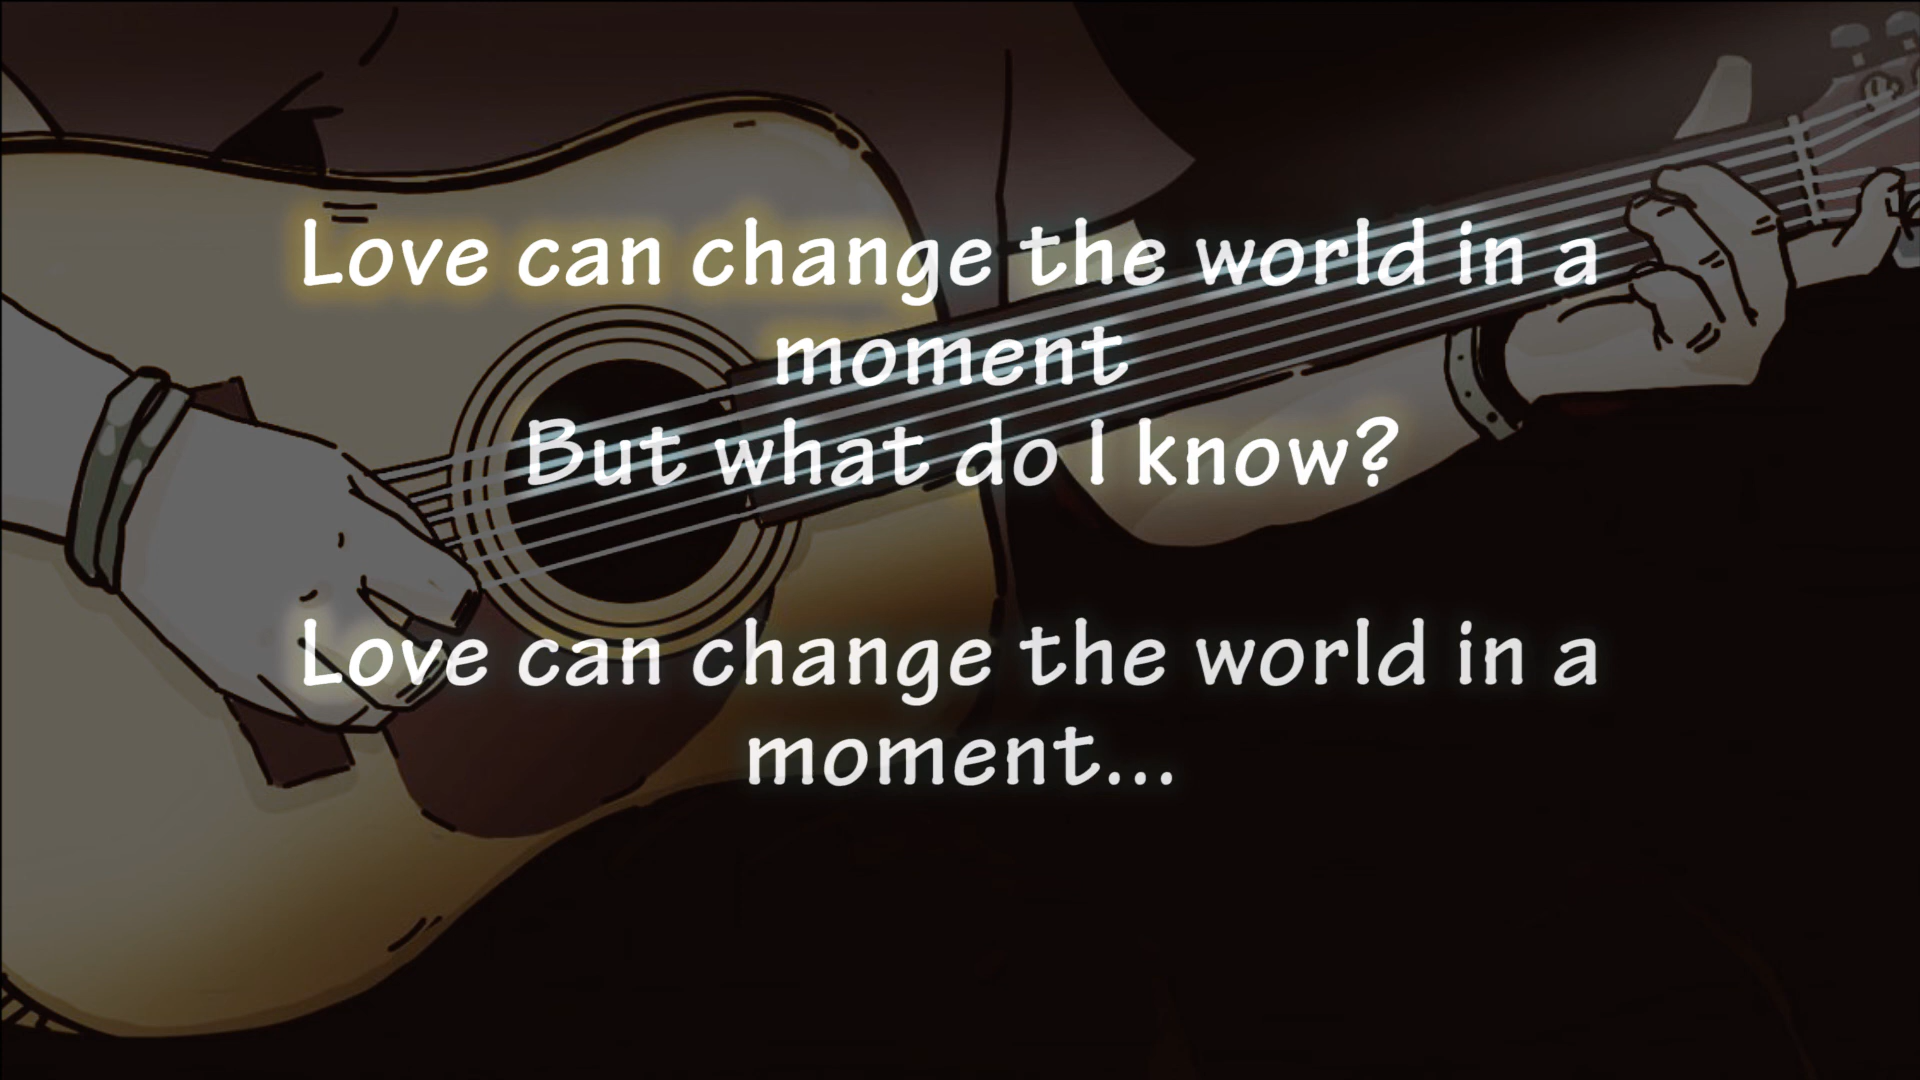 Love can change the world in a
moment
But what do I know?
Love can change the world in a
moment...